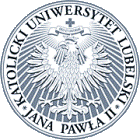 KATOLICKI UNIWERSYTET LUBELSKI
JANA PAWŁA II